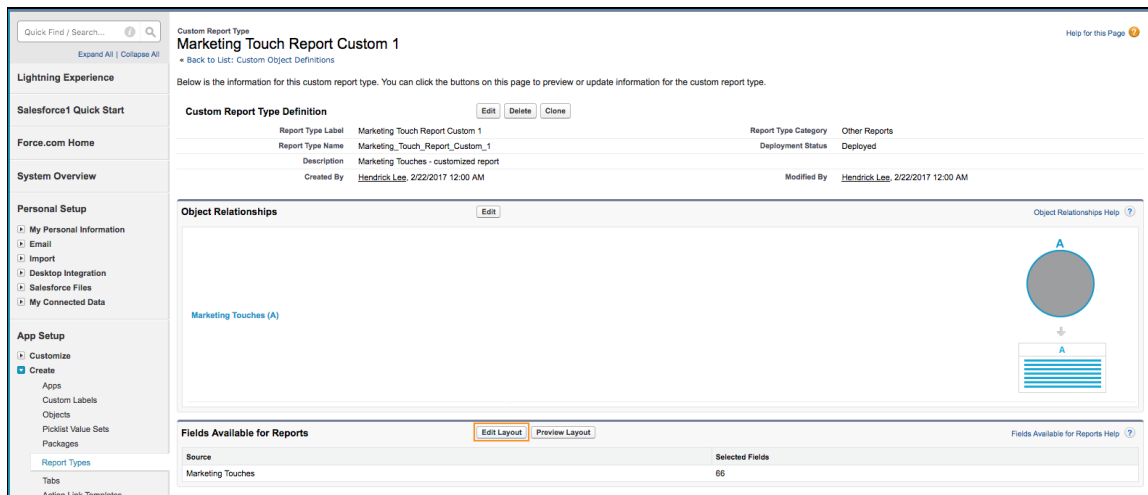 Quick Find / Search...
Expand All | Collapse All
Lightning Experience
Salesforce1 Quick Start
Force.com Home
System Overview
Personal Setup
My Personal Information
Email
Import
Desktop Integration
Salesforce Files
My Connected Data
App Setup
Customize
Create
Apps
Custom Labels
Objects
Picklist Value Sets
Packages
Report Types
Tabs
Action Link Templates
Custom Report Type
Marketing Touch Report Custom 1
« Back to List: Custom Object Definitions
Help for this Page ?
Below is the information for this custom report type. You can click the buttons on this page to preview or update information for the custom report type.
Custom Report Type Definition Edit Delete Clone
Report Type Label Marketing Touch Report Custom 1 Report Type Category Other Reports
Report Type Name Marketing_Touch_Report_Custom_1 Deployment Status Deployed
Description Marketing Touches - customized report
Created By Hendrick Lee, 2/22/2017 12:00 AM Modified By Hendrick Lee, 2/22/2017 12:00 AM
Object Relationships Edit Object Relationships Help ?
A
Marketing Touches (A)
A
Fields Available for Reports Edit Layout Preview Layout Fields Available for Reports Help ?
Source Selected Fields
Marketing Touches 66